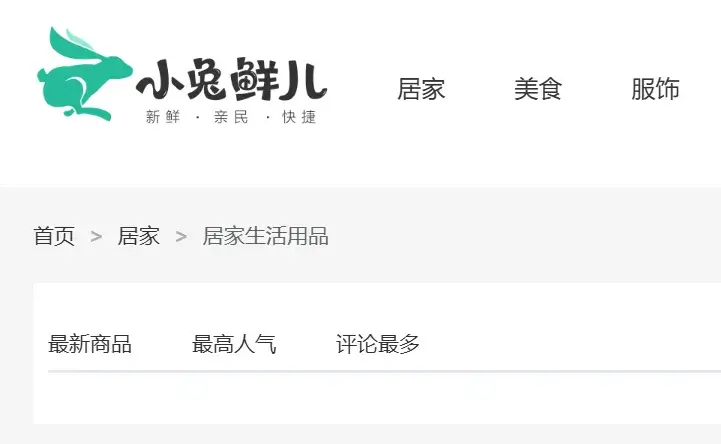 小兔鲜儿
新鲜 · 亲民 · 快捷
居家 美食 服饰
首页 > 居家 > 居家生活用品
最新商品 最高人气 评论最多